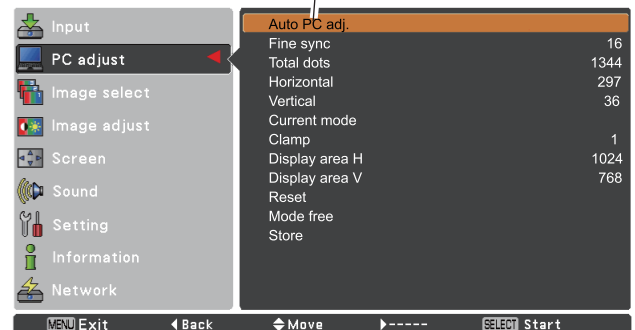 Input
PC adjust
Image select
Image adjust
Screen
Sound
Setting
Information
Network
Auto PC adj.
Fine sync 16
Total dots 1344
Horizontal 297
Vertical 36
Current mode
Clamp 1
Display area H 1024
Display area V 768
Reset
Mode free
Store
MENU Exit Back Move ----- SELECT Start